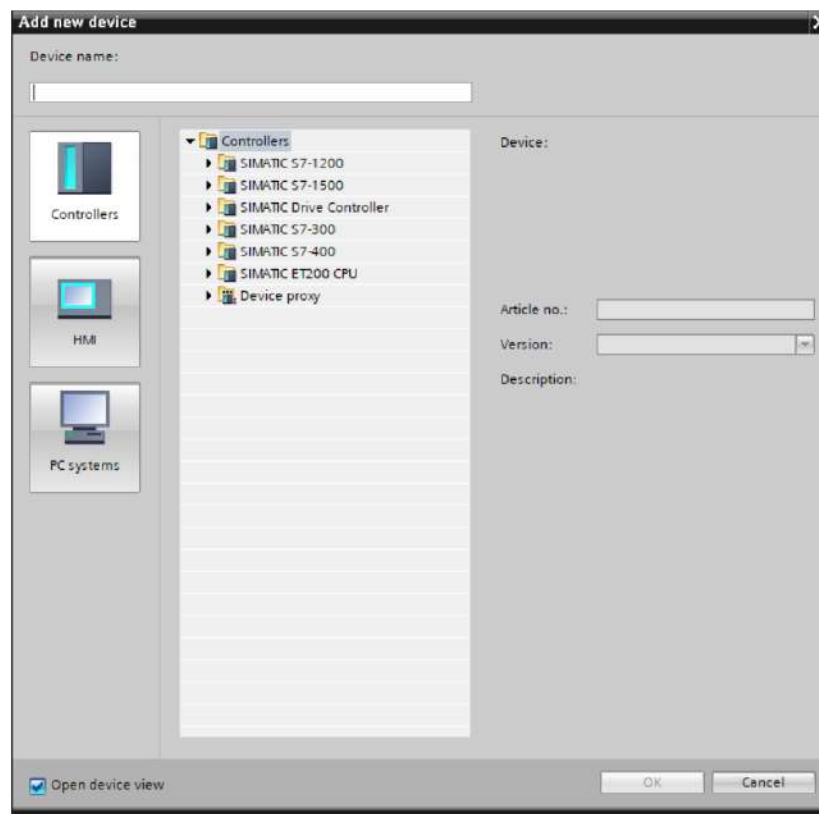 Add new device
Device name:
Controllers
HMI
PC systems
Controllers
SIMATIC S7-1200
SIMATIC S7-1500
SIMATIC Drive Controller
SIMATIC S7-300
SIMATIC S7-400
SIMATIC ET200 CPU
Device proxy
Device:
Article no.:
Version:
Description:
Open device view
OK
Cancel